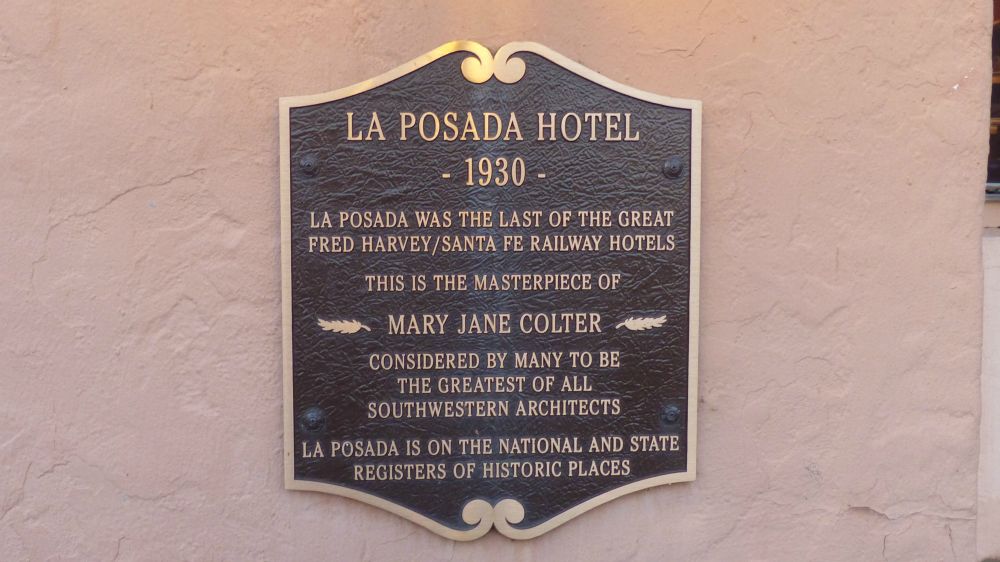 LA POSADA HOTEL
- 1930 -
LA POSADA WAS THE LAST OF THE GREAT
FRED HARVEY/SANTA FE RAILWAY HOTELS
THIS IS THE MASTERPIECE OF
MARY JANE COLTER
CONSIDERED BY MANY TO BE
THE GREATEST OF ALL
SOUTHWESTERN ARCHITECTS
LA POSADA IS ON THE NATIONAL AND STATE
REGISTERS OF HISTORIC PLACES